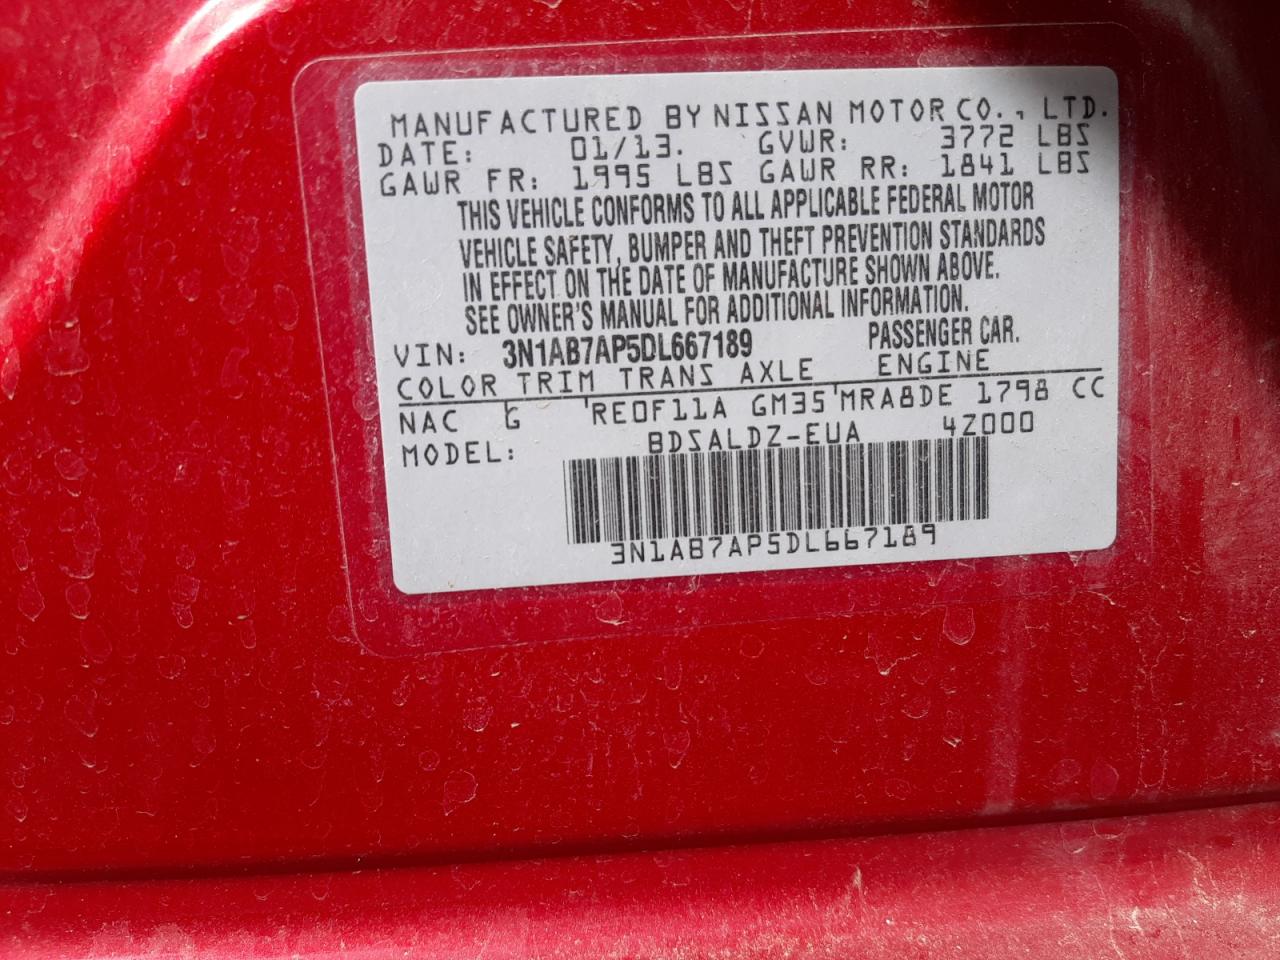 MANUFACTURED BY NISSAN MOTOR CO., LTD.
DATE: 01/13. GVWR: 3772 LBS
GAWR FR: 1995 LBS GAWR RR: 1841 LBS
THIS VEHICLE CONFORMS TO ALL APPLICABLE FEDERAL MOTOR
VEHICLE SAFETY, BUMPER AND THEFT PREVENTION STANDARDS
IN EFFECT ON THE DATE OF MANUFACTURE SHOWN ABOVE.
SEE OWNER'S MANUAL FOR ADDITIONAL INFORMATION.
VIN: 3N1AB7AP5DL667189 PASSENGER CAR.
COLOR TRIM TRANS AXLE ENGINE
NAC G RE0F11A GM35 MRA8DE 1798 CC
MODEL: BDSALDZ-EUA 4Z000
3N1AB7AP5DL667189